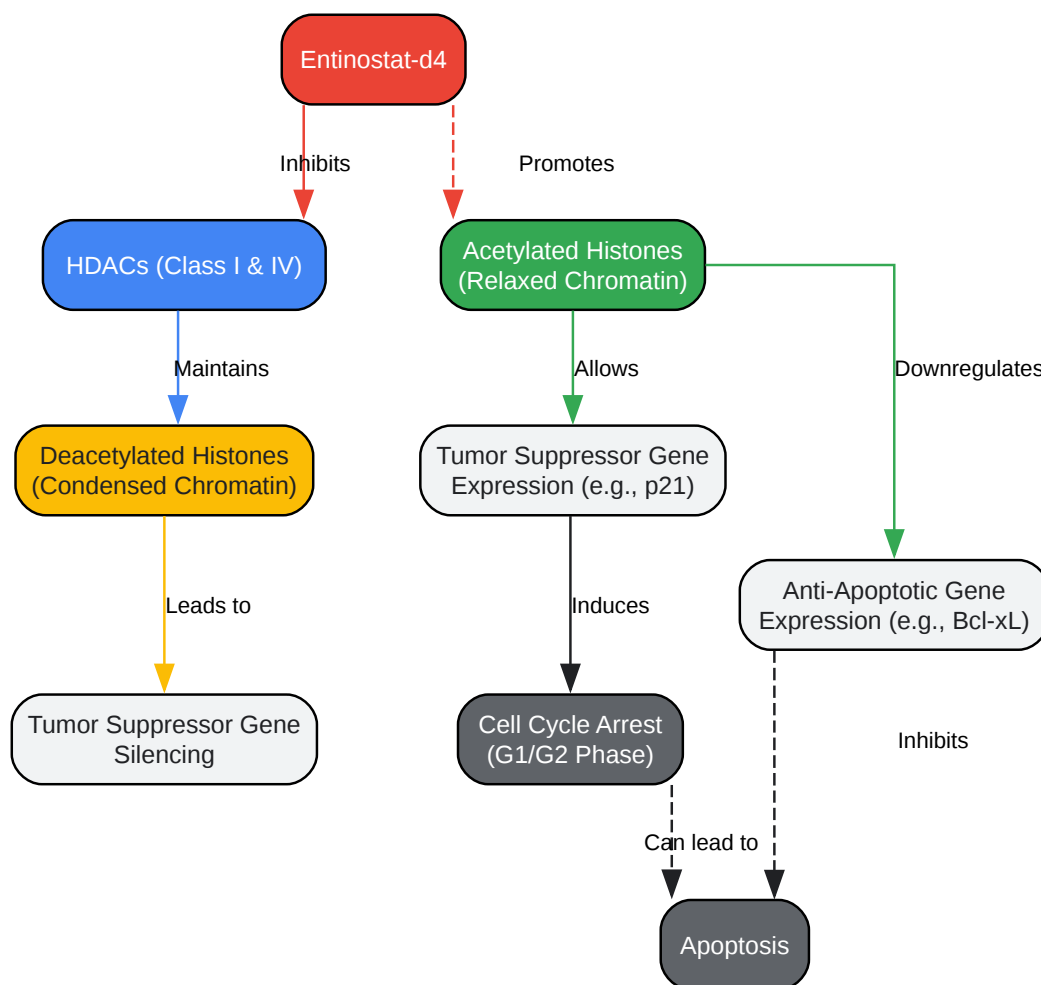 Entinostat-d4
Inhibits
Promotes
HDACs (Class I & IV)
Acetylated Histones
(Relaxed Chromatin)
Maintains
Allows
Downregulates
Deacetylated Histones
(Condensed Chromatin)
Tumor Suppressor Gene
Expression (e.g., p21)
Anti-Apoptotic Gene
Expression (e.g., Bcl-xL)
Leads to
Induces
Tumor Suppressor Gene
Silencing
Cell Cycle Arrest
(G1/G2 Phase)
Inhibits
Can lead to
Apoptosis